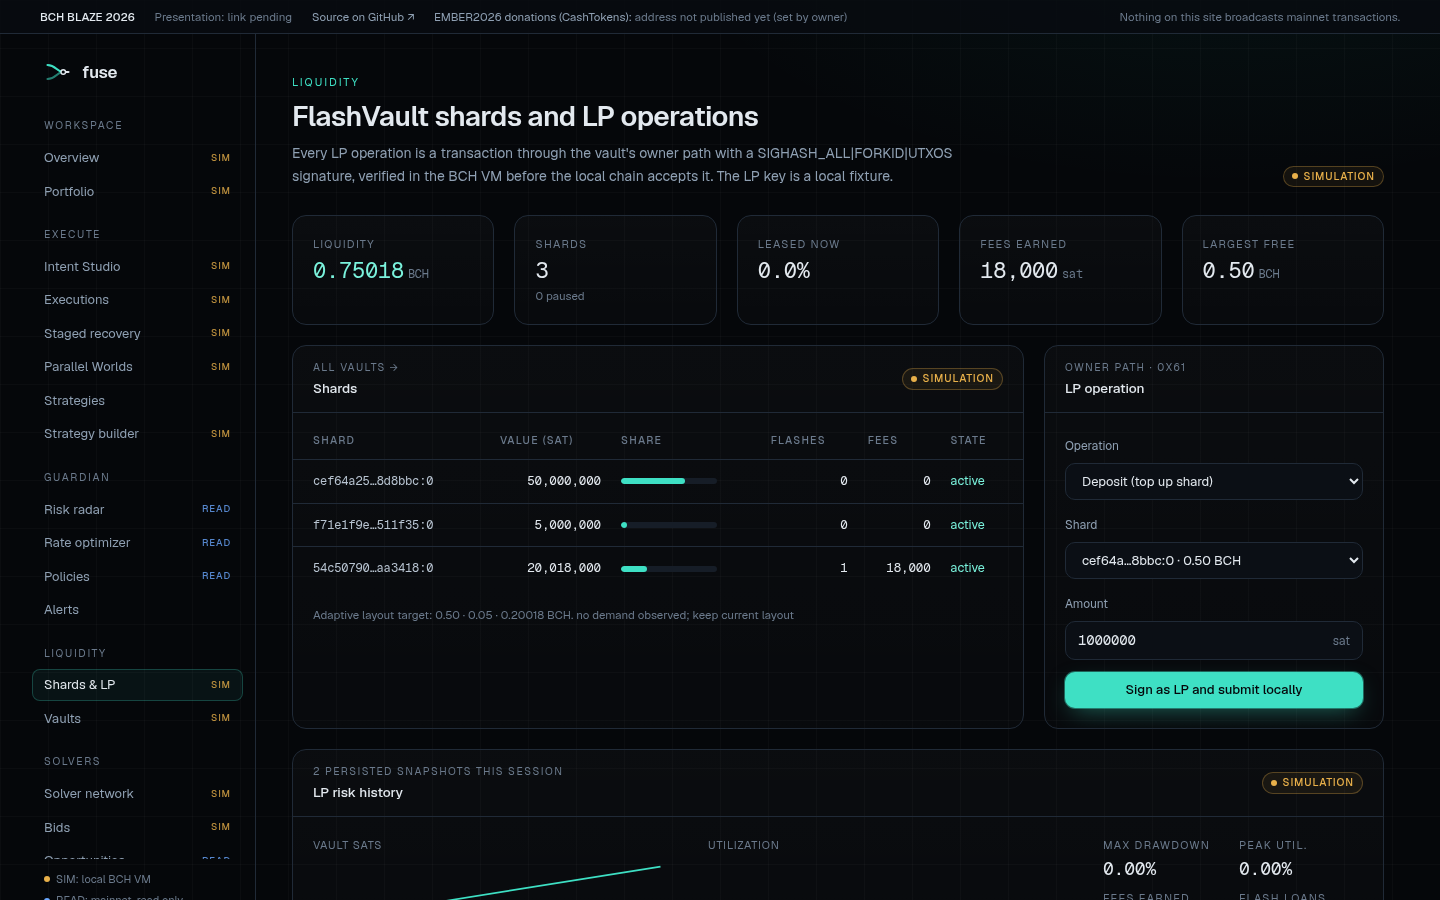 BCH BLAZE 2026
Presentation: link pending
Source on GitHub ↗
EMBER2026 donations (CashTokens): address not published yet (set by owner)
Nothing on this site broadcasts mainnet transactions.
fuse
WORKSPACE
Overview SIM
Portfolio SIM
EXECUTE
Intent Studio SIM
Executions SIM
Staged recovery SIM
Parallel Worlds SIM
Strategies
Strategy builder SIM
GUARDIAN
Risk radar READ
Rate optimizer READ
Policies READ
Alerts
LIQUIDITY
Shards & LP SIM
Vaults SIM
SOLVERS
Solver network SIM
Bids SIM
Opportunities READ
SIM: local BCH VM
READ: mainnet, read only
LIQUIDITY
FlashVault shards and LP operations
Every LP operation is a transaction through the vault's owner path with a SIGHASH_ALL|FORKID|UTXOS
signature, verified in the BCH VM before the local chain accepts it. The LP key is a local fixture.
SIMULATION
LIQUIDITY
0.75018 BCH
SHARDS
3
0 paused
LEASED NOW
0.0%
FEES EARNED
18,000 sat
LARGEST FREE
0.50 BCH
ALL VAULTS →
Shards
SIMULATION
SHARD VALUE (SAT) SHARE FLASHES FEES STATE
cef64a25…8d8bbc:0 50,000,000 0 0 active
f71e1f9e…511f35:0 5,000,000 0 0 active
54c50790…aa3418:0 20,018,000 1 18,000 active
Adaptive layout target: 0.50 · 0.05 · 0.20018 BCH. no demand observed; keep current layout
OWNER PATH · 0X61
LP operation
Operation
Deposit (top up shard)
Shard
cef64a…8bbc:0 · 0.50 BCH
Amount
1000000 sat
Sign as LP and submit locally
2 PERSISTED SNAPSHOTS THIS SESSION
LP risk history
SIMULATION
VAULT SATS
UTILIZATION
MAX DRAWDOWN PEAK UTIL.
0.00% 0.00%
FEES EARNED FLASH LOANS